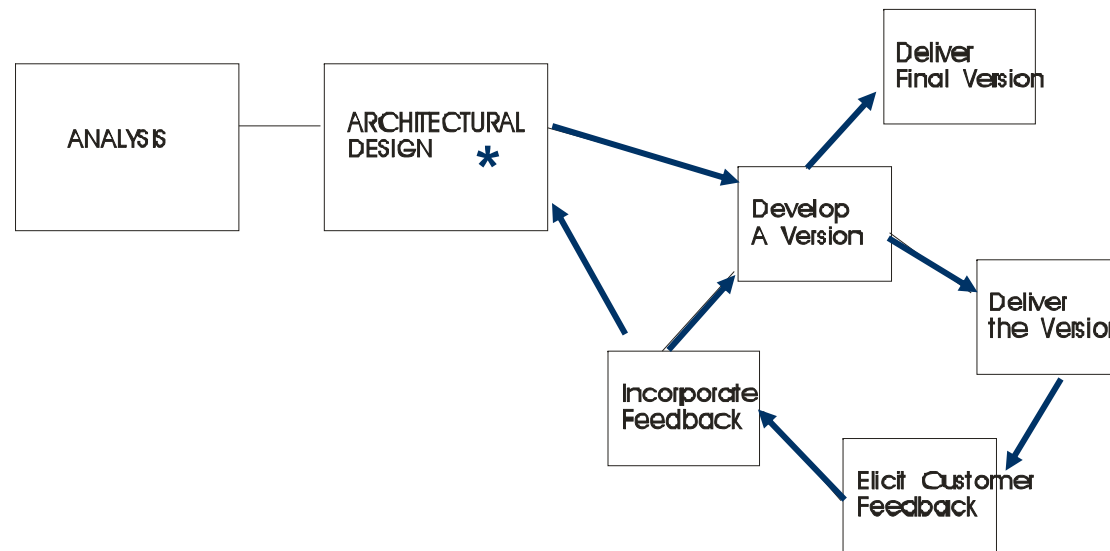 ANALYSIS
ARCHITECTURAL
DESIGN *
Develop
A Version
Deliver
Final Version
Deliver
the Version
Elicit Customer
Feedback
Incorporate
Feedback